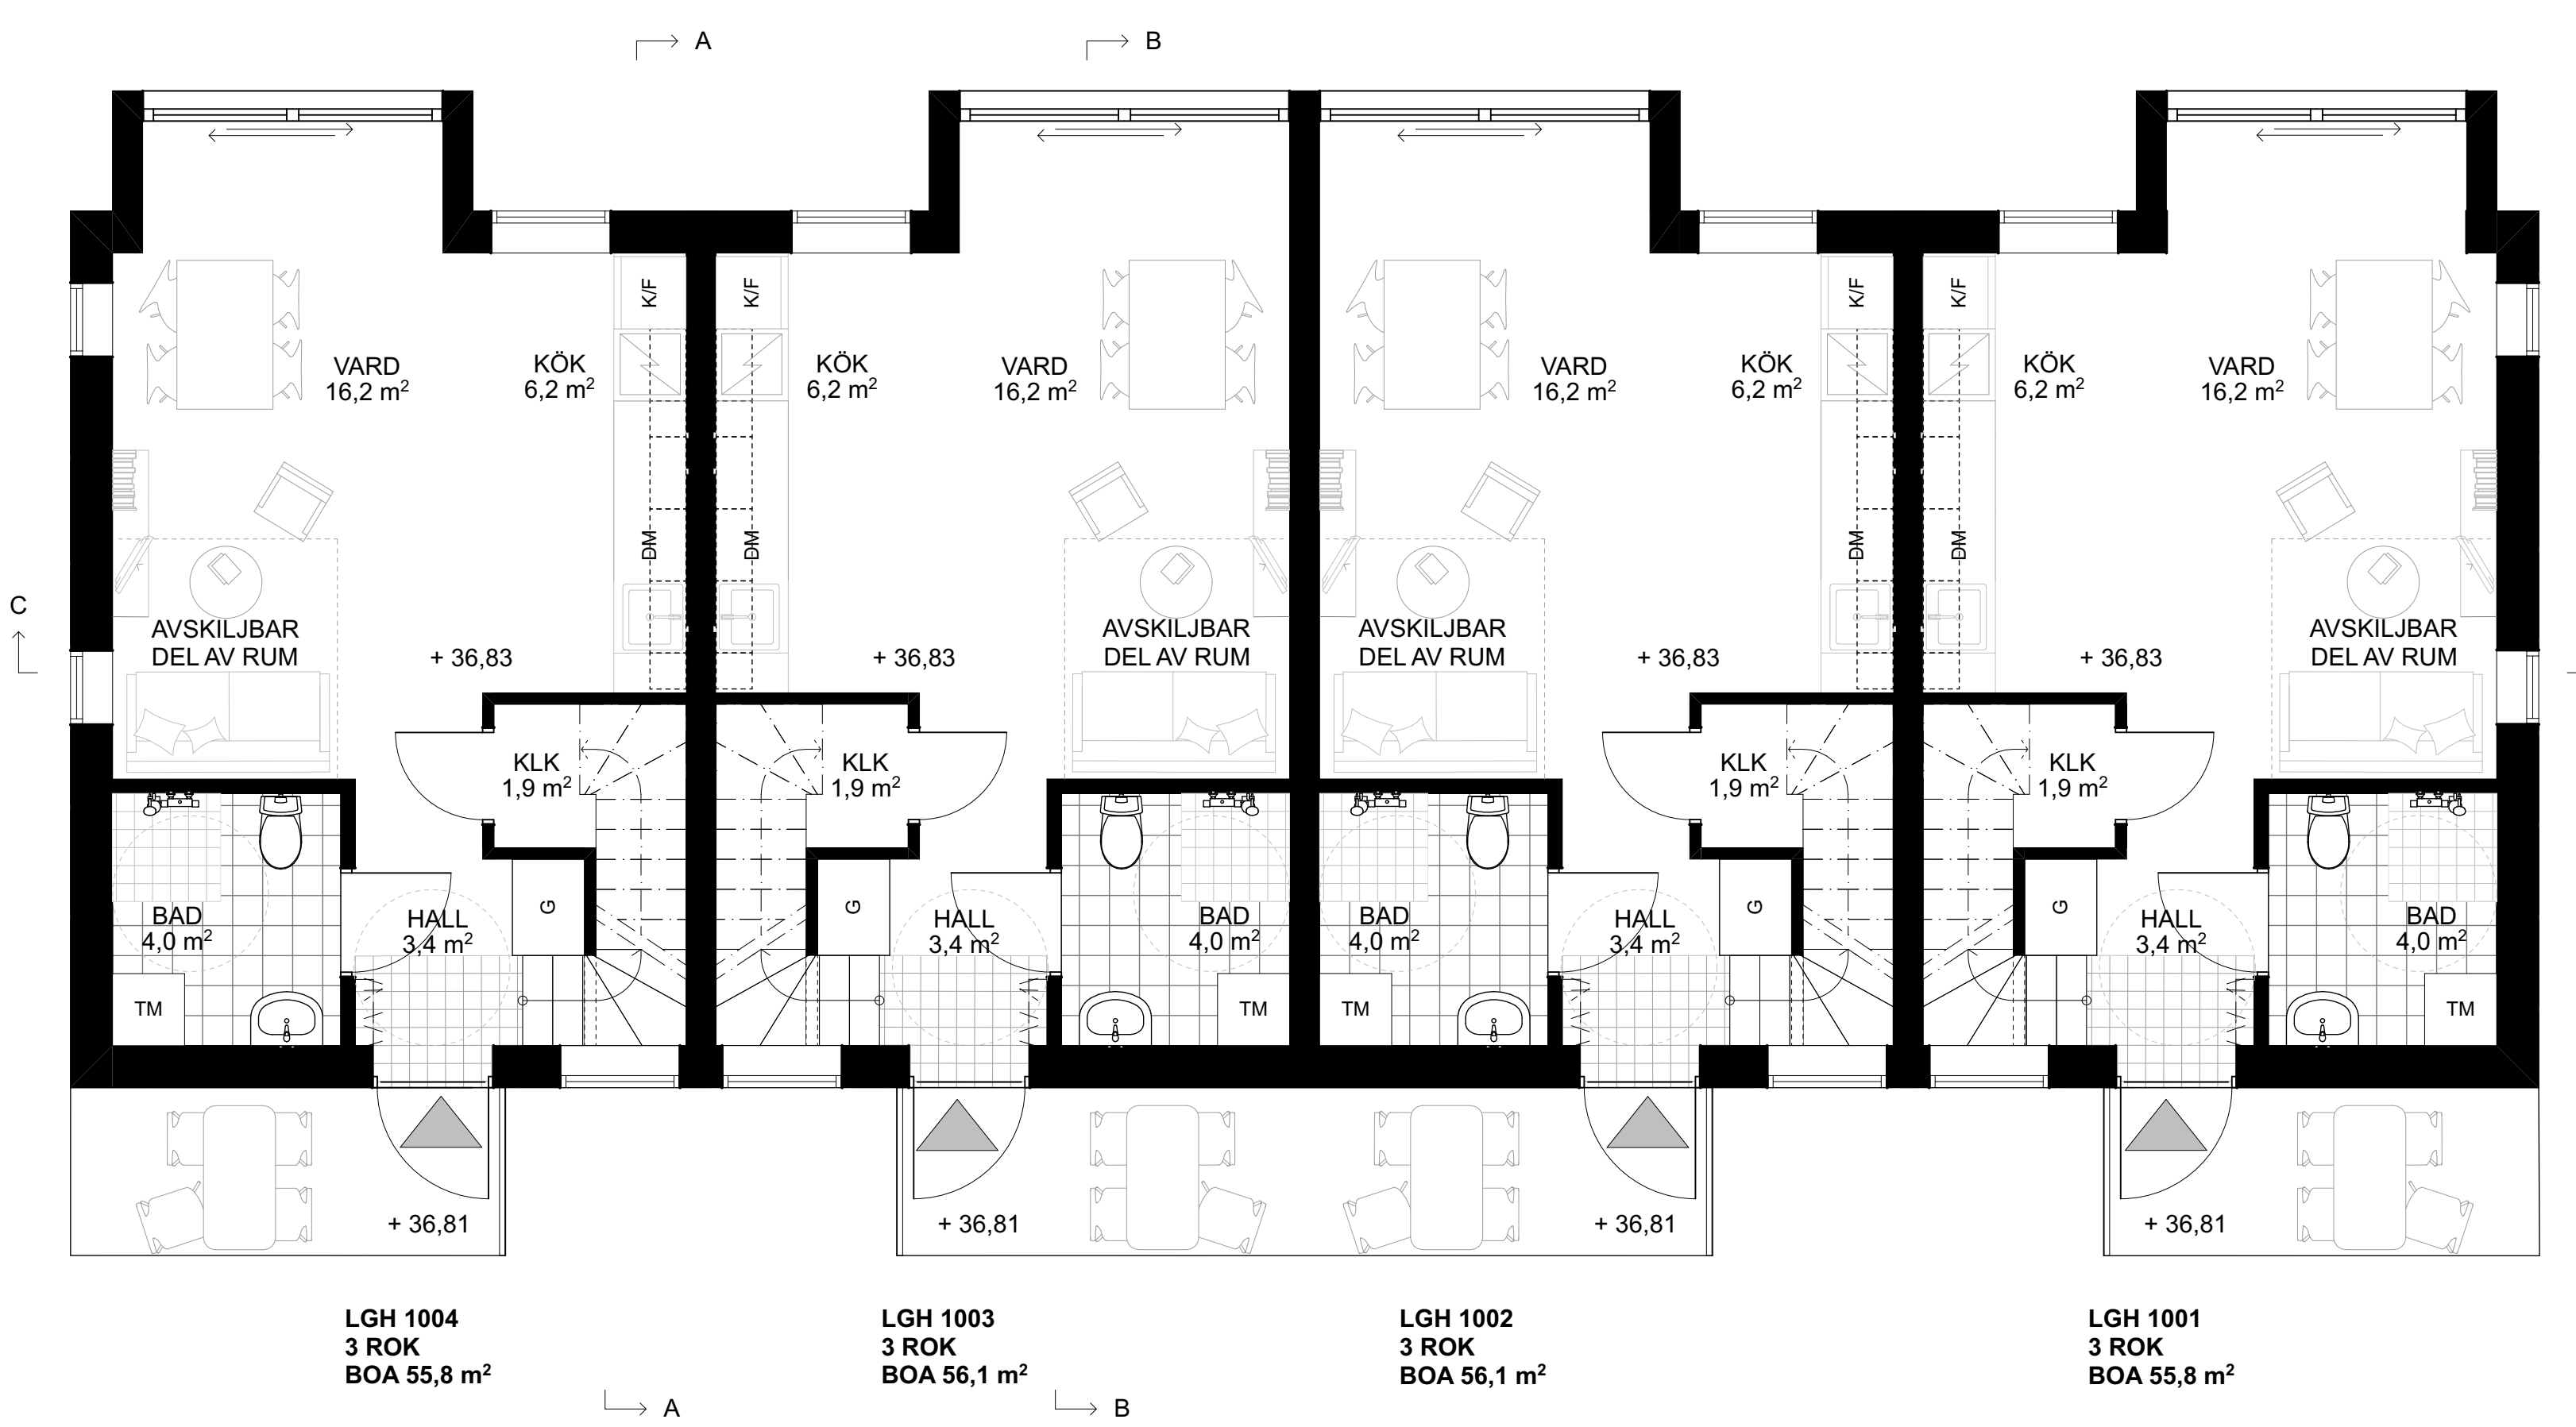 A
B
K/F
K/F
K/F
K/F
VARD
16,2 m²
KÖK
6,2 m²
KÖK
6,2 m²
VARD
16,2 m²
VARD
16,2 m²
KÖK
6,2 m²
KÖK
6,2 m²
VARD
16,2 m²
DM
DM
DM
DM
C
AVSKILJBAR
DEL AV RUM
+ 36,83
+ 36,83
AVSKILJBAR
DEL AV RUM
AVSKILJBAR
DEL AV RUM
+ 36,83
+ 36,83
AVSKILJBAR
DEL AV RUM
KLK
1,9 m²
KLK
1,9 m²
KLK
1,9 m²
KLK
1,9 m²
BAD
4,0 m²
HALL
3,4 m²
G
G
HALL
3,4 m²
BAD
4,0 m²
BAD
4,0 m²
HALL
3,4 m²
G
G
HALL
3,4 m²
BAD
4,0 m²
TM
TM
TM
TM
+ 36,81
+ 36,81
+ 36,81
+ 36,81
LGH 1004
3 ROK
BOA 55,8 m²
LGH 1003
3 ROK
BOA 56,1 m²
LGH 1002
3 ROK
BOA 56,1 m²
LGH 1001
3 ROK
BOA 55,8 m²
A
B